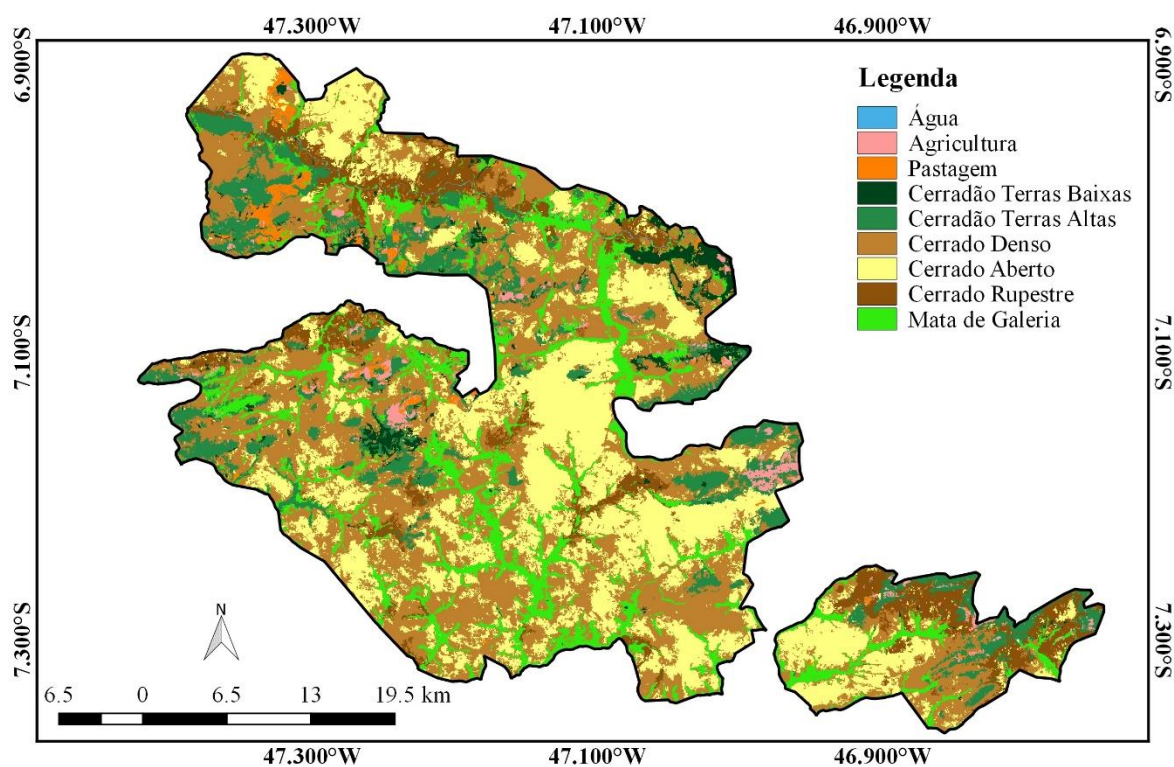 47.300°W 47.100°W 46.900°W
6.900°S
7.100°S
7.300°S
6.900°S
7.100°S
7.300°S
Legenda
Água
Agricultura
Pastagem
Cerradão Terras Baixas
Cerradão Terras Altas
Cerrado Denso
Cerrado Aberto
Cerrado Rupestre
Mata de Galeria
N
6.5 0 6.5 13 19.5 km
47.300°W 47.100°W 46.900°W